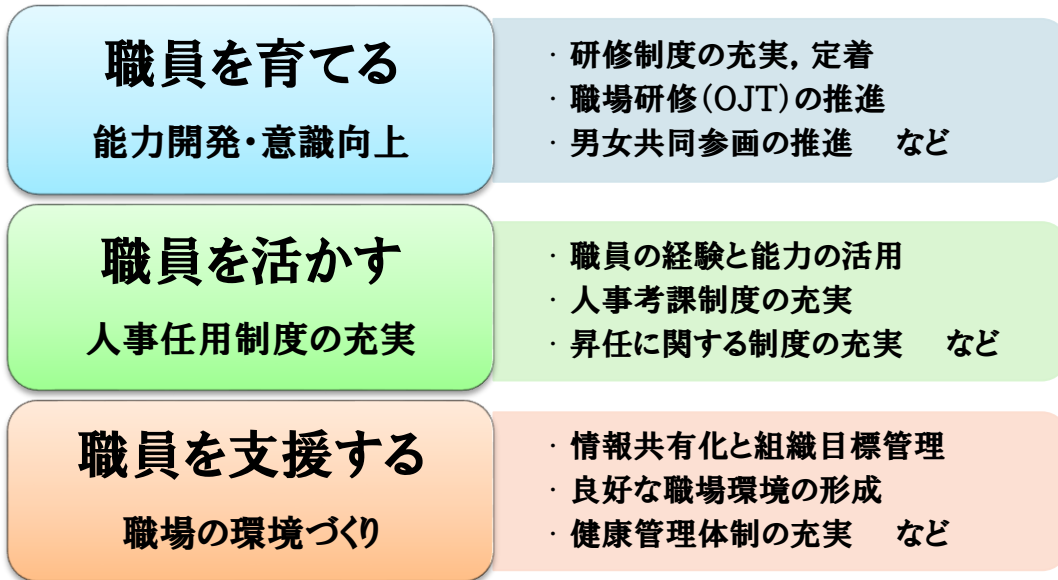 職員を育てる
能力開発・意識向上
・研修制度の充実, 定着
・職場研修(OJT)の推進
・男女共同参画の推進　など
職員を活かす
人事任用制度の充実
・職員の経験と能力の活用
・人事考課制度の充実
・昇任に関する制度の充実　など
職員を支援する
職場の環境づくり
・情報共有化と組織目標管理
・良好な職場環境の形成
・健康管理体制の充実　など